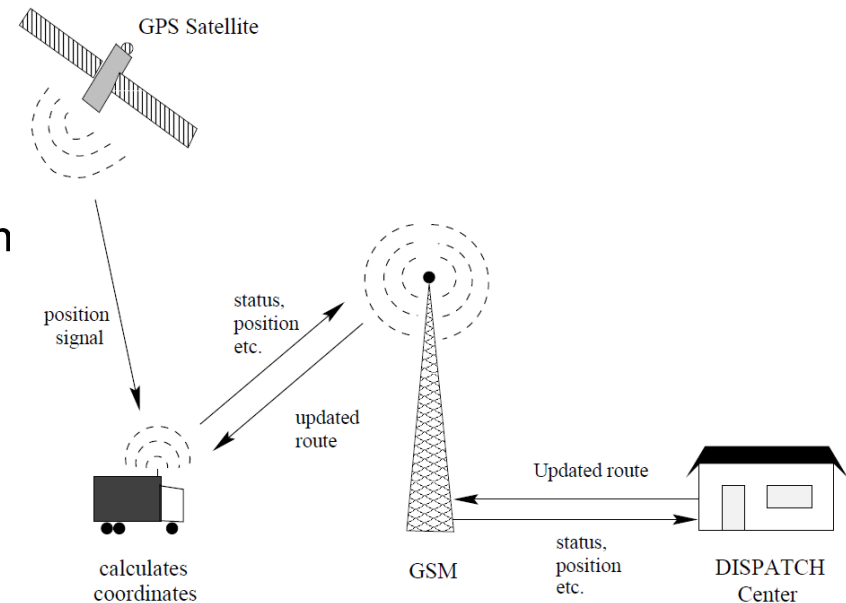 GPS Satellite
n
position
signal
status,
position
etc.
updated
route
Updated route
status,
position
etc.
calculates
coordinates
GSM
DISPATCH
Center